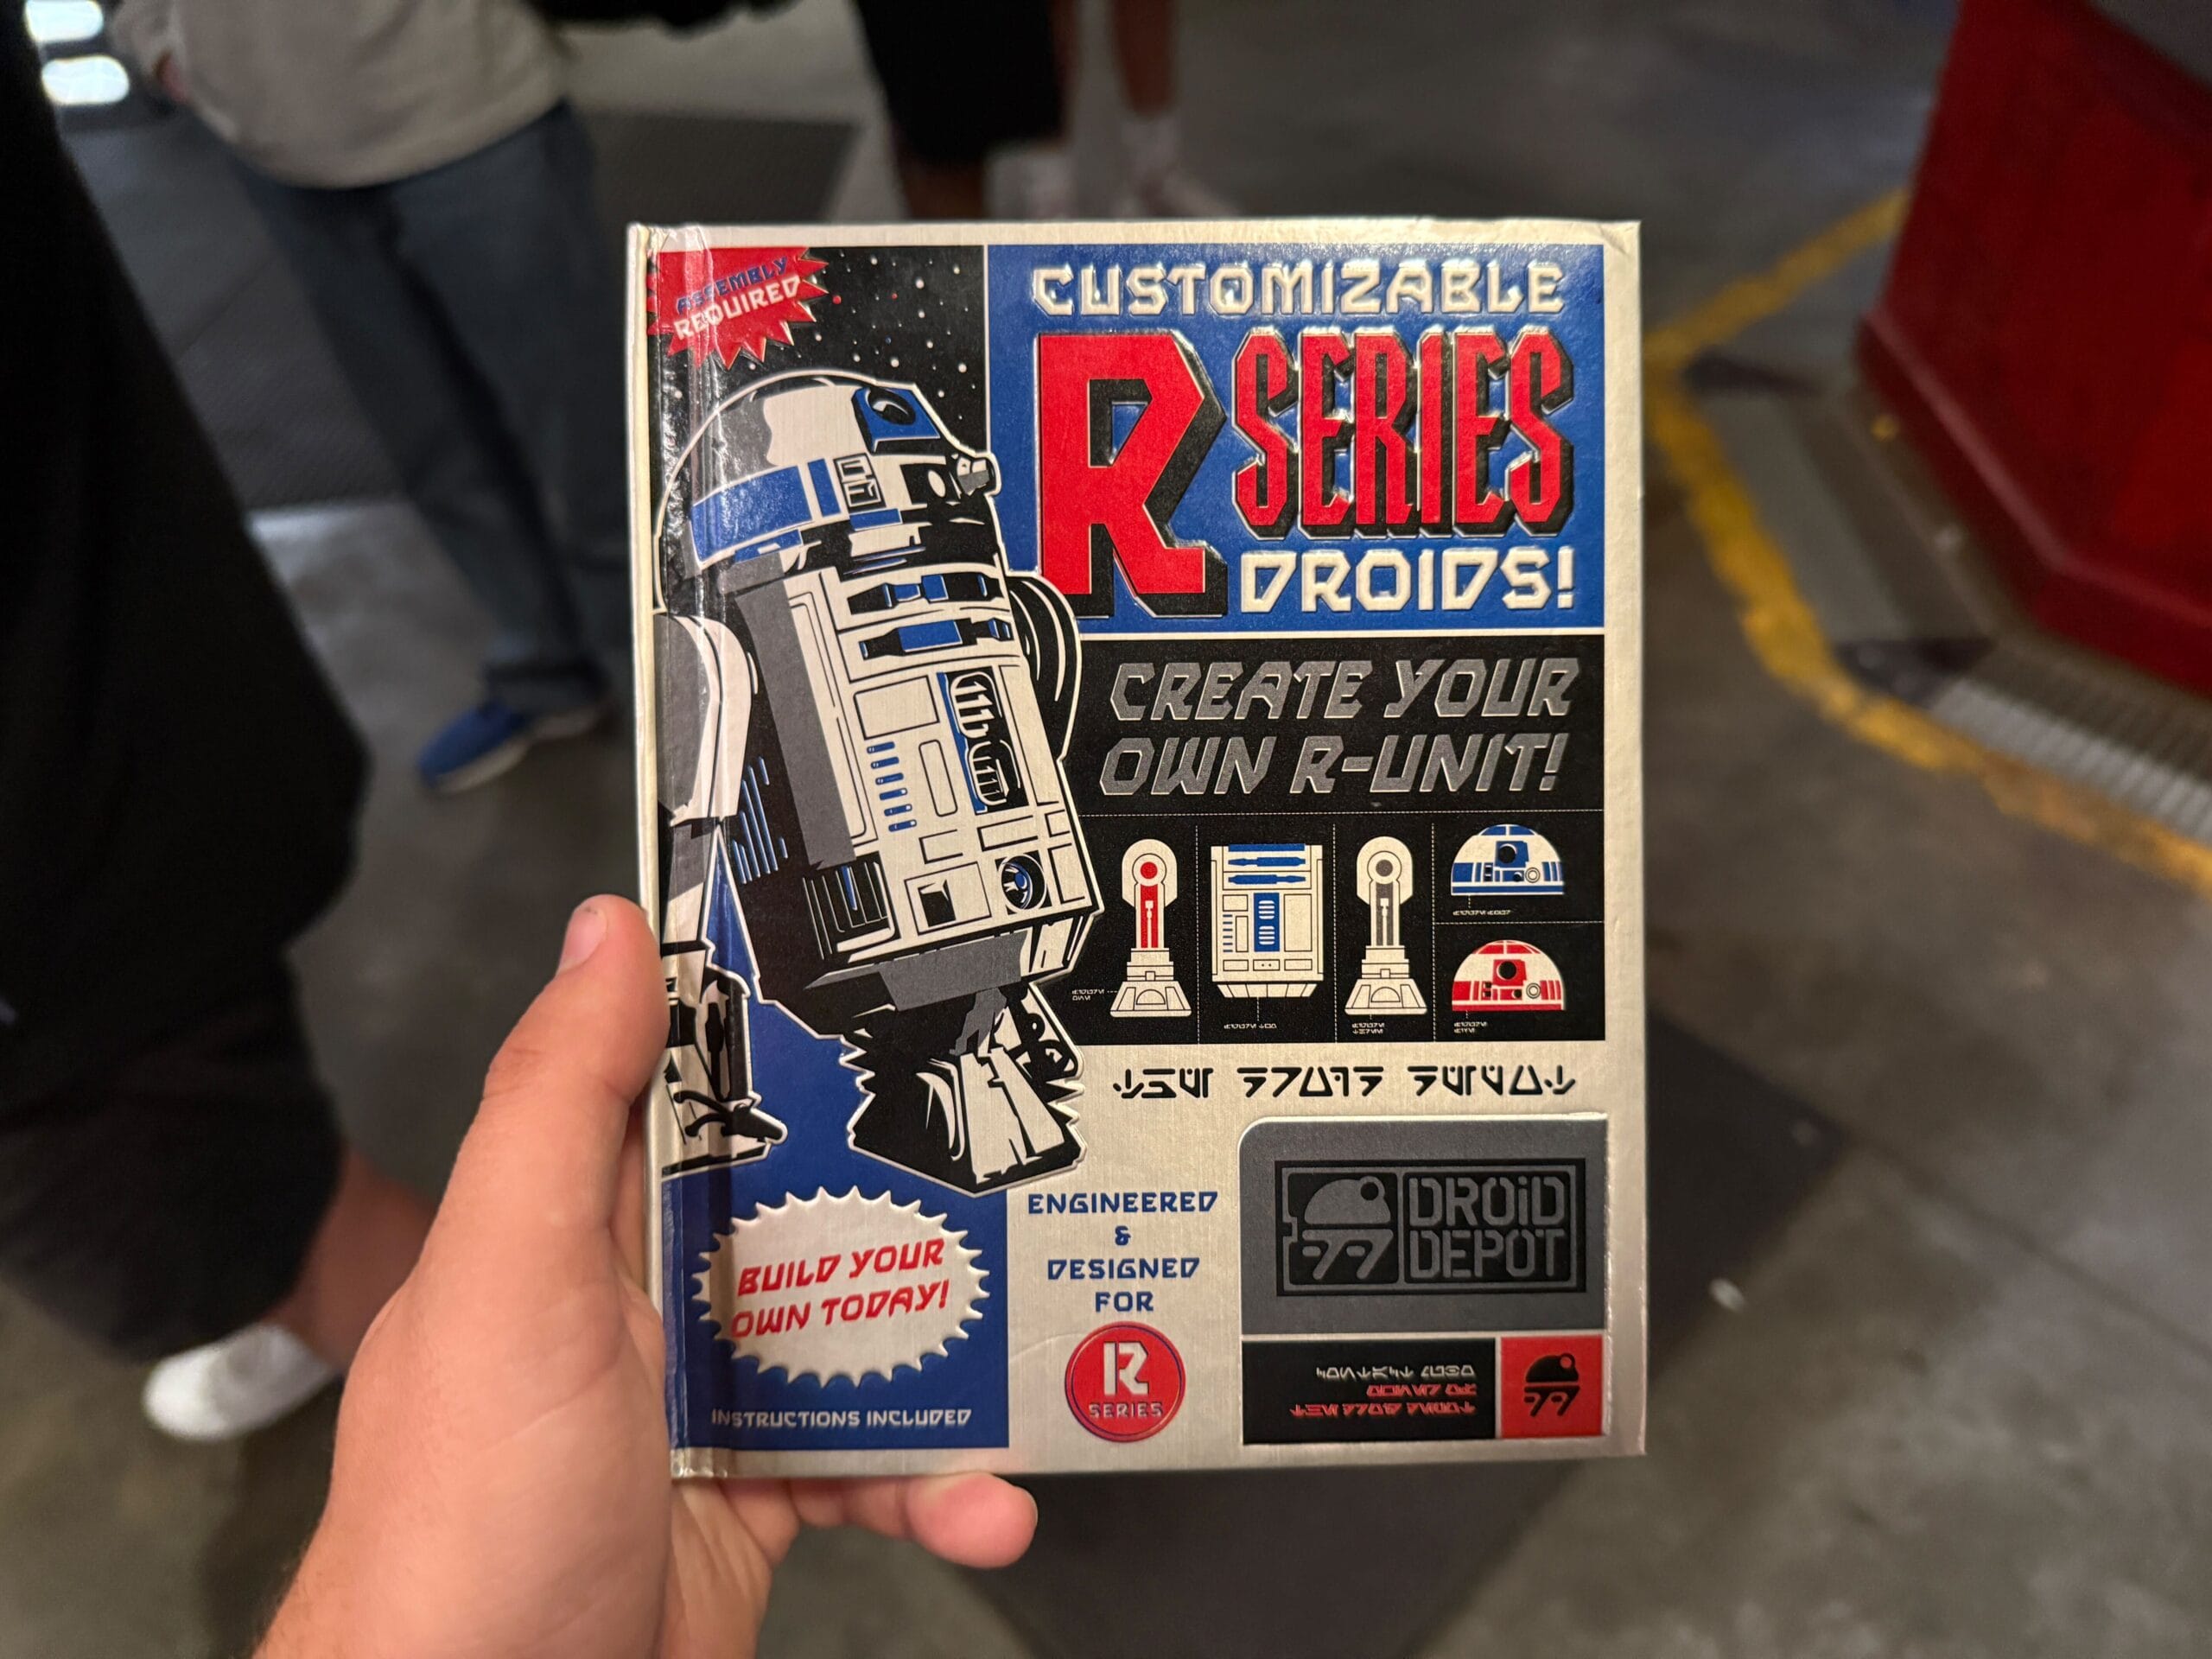 ASSEMBLY
REQUIRED
CUSTOMIZABLE
R SERIES
DROIDS!
CREATE YOUR
OWN R-UNIT!
ENGINEERED
&
DESIGNED
FOR
R
SERIES
BUILD YOUR
OWN TODAY!
INSTRUCTIONS INCLUDED
DROID
DEPOT